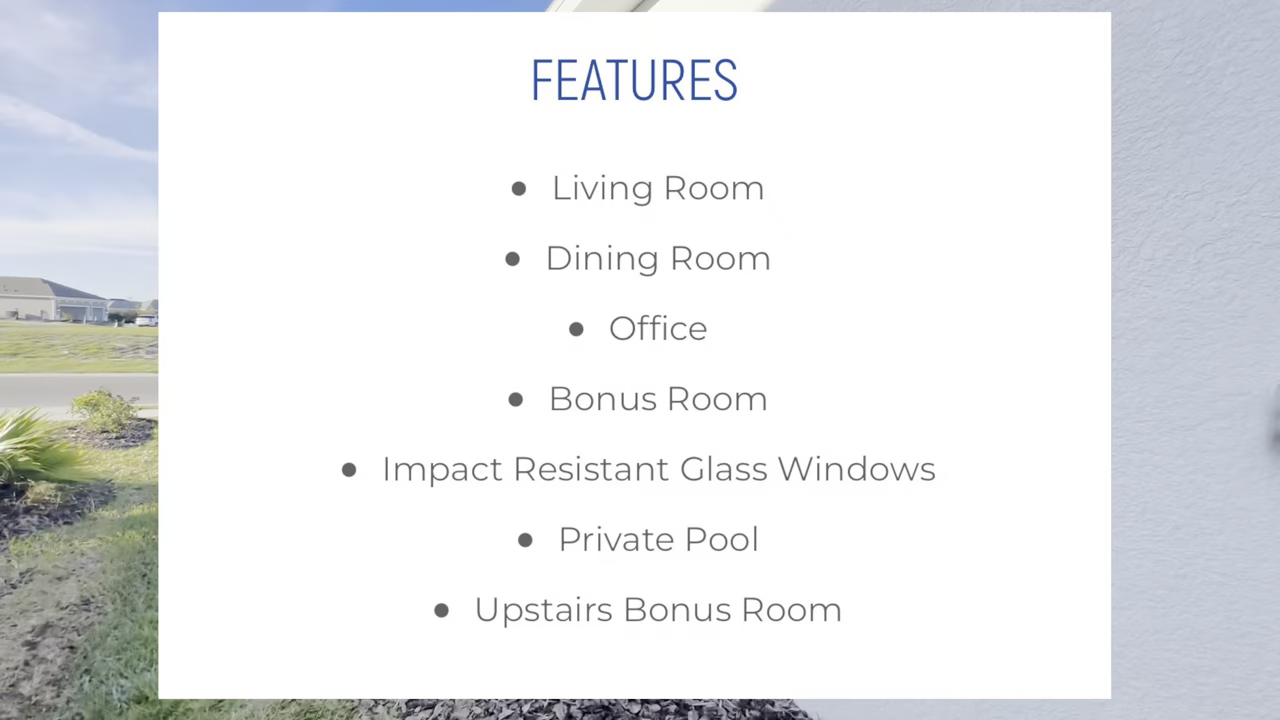 FEATURES
● Living Room
● Dining Room
● Office
● Bonus Room
● Impact Resistant Glass Windows
● Private Pool
● Upstairs Bonus Room